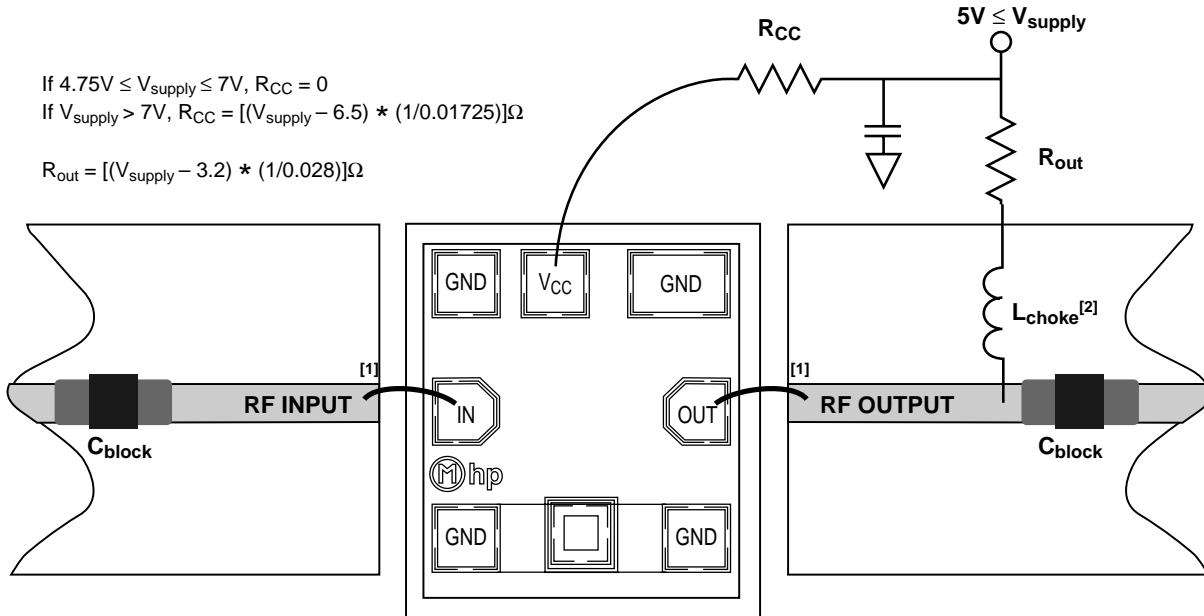 R_CC
5V ≤ V_supply
If 4.75V ≤ V_supply ≤ 7V, R_CC = 0
If V_supply > 7V, R_CC = [(V_supply – 6.5) * (1/0.01725)]Ω
R_out = [(V_supply – 3.2) * (1/0.028)]Ω
R_out
GND
V_CC
GND
L_choke[2]
[1]
[1]
RF INPUT
IN
OUT
RF OUTPUT
C_block
C_block
M hp
GND
GND